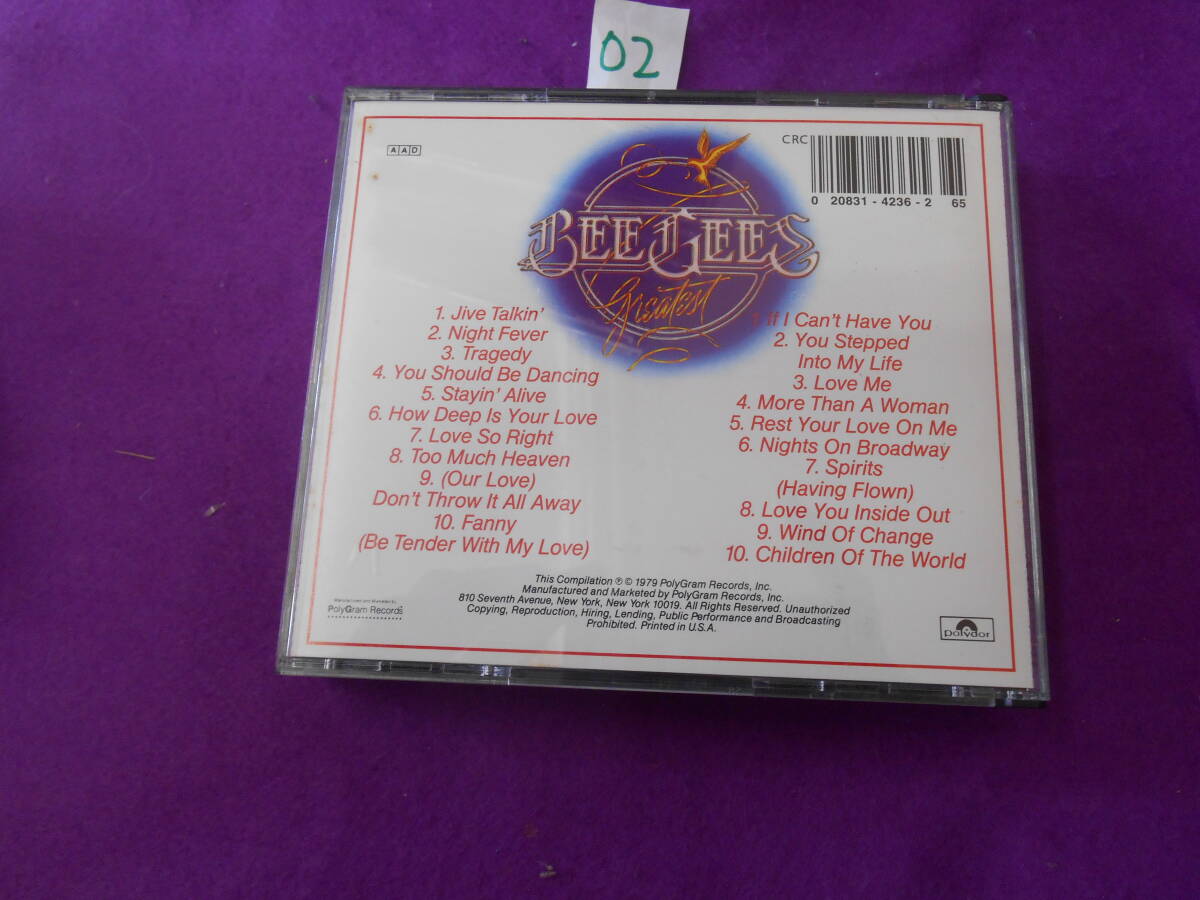 02
AAD
CRC
0 20831 - 4236 - 2 65
BEE GEES
Greatest
1. Jive Talkin'
2. Night Fever
3. Tragedy
4. You Should Be Dancing
5. Stayin' Alive
6. How Deep Is Your Love
7. Love So Right
8. Too Much Heaven
9. (Our Love)
Don't Throw It All Away
10. Fanny
(Be Tender With My Love)
1. If I Can't Have You
2. You Stepped
Into My Life
3. Love Me
4. More Than A Woman
5. Rest Your Love On Me
6. Nights On Broadway
7. Spirits
(Having Flown)
8. Love You Inside Out
9. Wind Of Change
10. Children Of The World
This Compilation ℗ © 1979 PolyGram Records, Inc.
Manufactured and Marketed by PolyGram Records, Inc.
810 Seventh Avenue, New York, New York 10019. All Rights Reserved. Unauthorized
Copying, Reproduction, Hiring, Lending, Public Performance and Broadcasting
Prohibited. Printed in U.S.A.
Manufactured and Marketed by
PolyGram Records
polydor